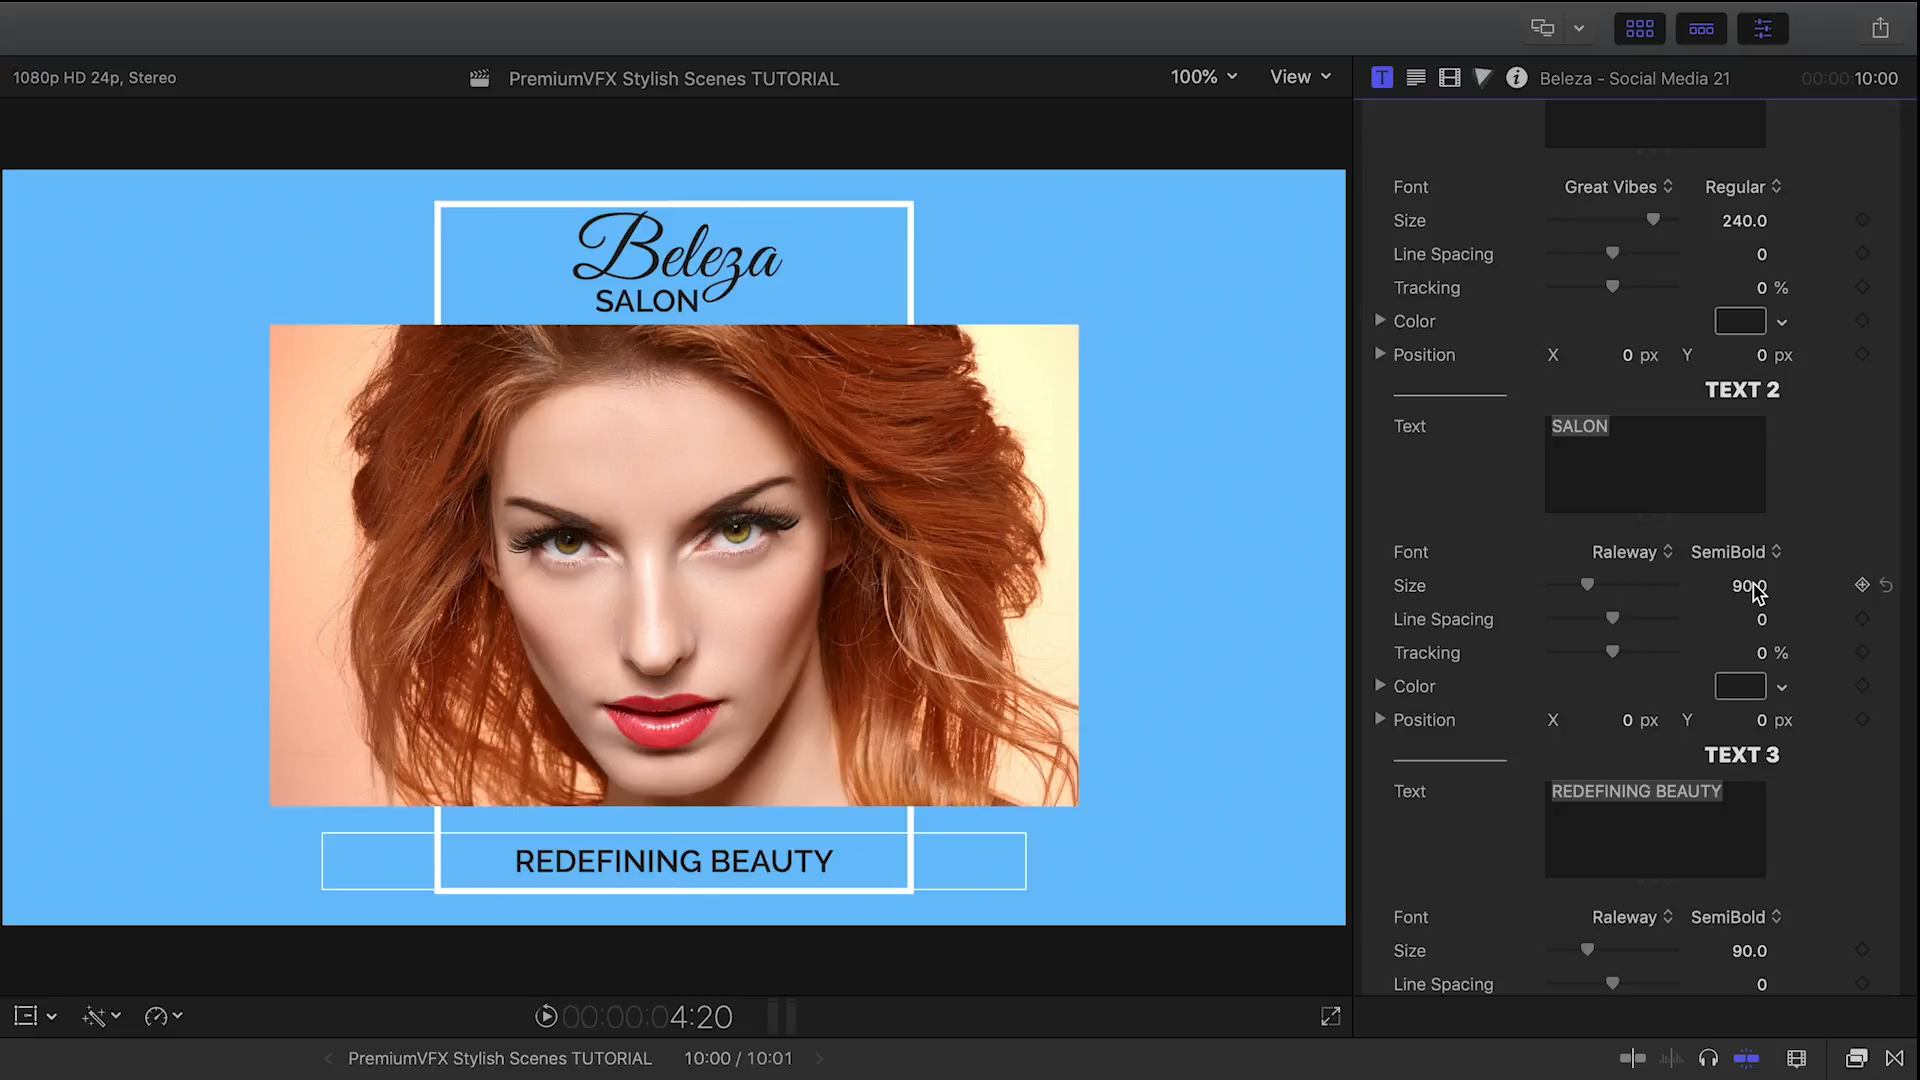 1080p HD 24p, Stereo
PremiumVFX Stylish Scenes TUTORIAL
100%
View
T
Beleza - Social Media 21
00:00:10:00
Beleza
SALON
REDEFINING BEAUTY
Font Great Vibes Regular
Size 240.0
Line Spacing 0
Tracking 0 %
Color
Position X 0 px Y 0 px
TEXT 2
Text SALON
Font Raleway SemiBold
Size 90.0
Line Spacing 0
Tracking 0 %
Color
Position X 0 px Y 0 px
TEXT 3
Text REDEFINING BEAUTY
Font Raleway SemiBold
Size 90.0
Line Spacing 0
00:00:04:20
PremiumVFX Stylish Scenes TUTORIAL 10:00 / 10:01